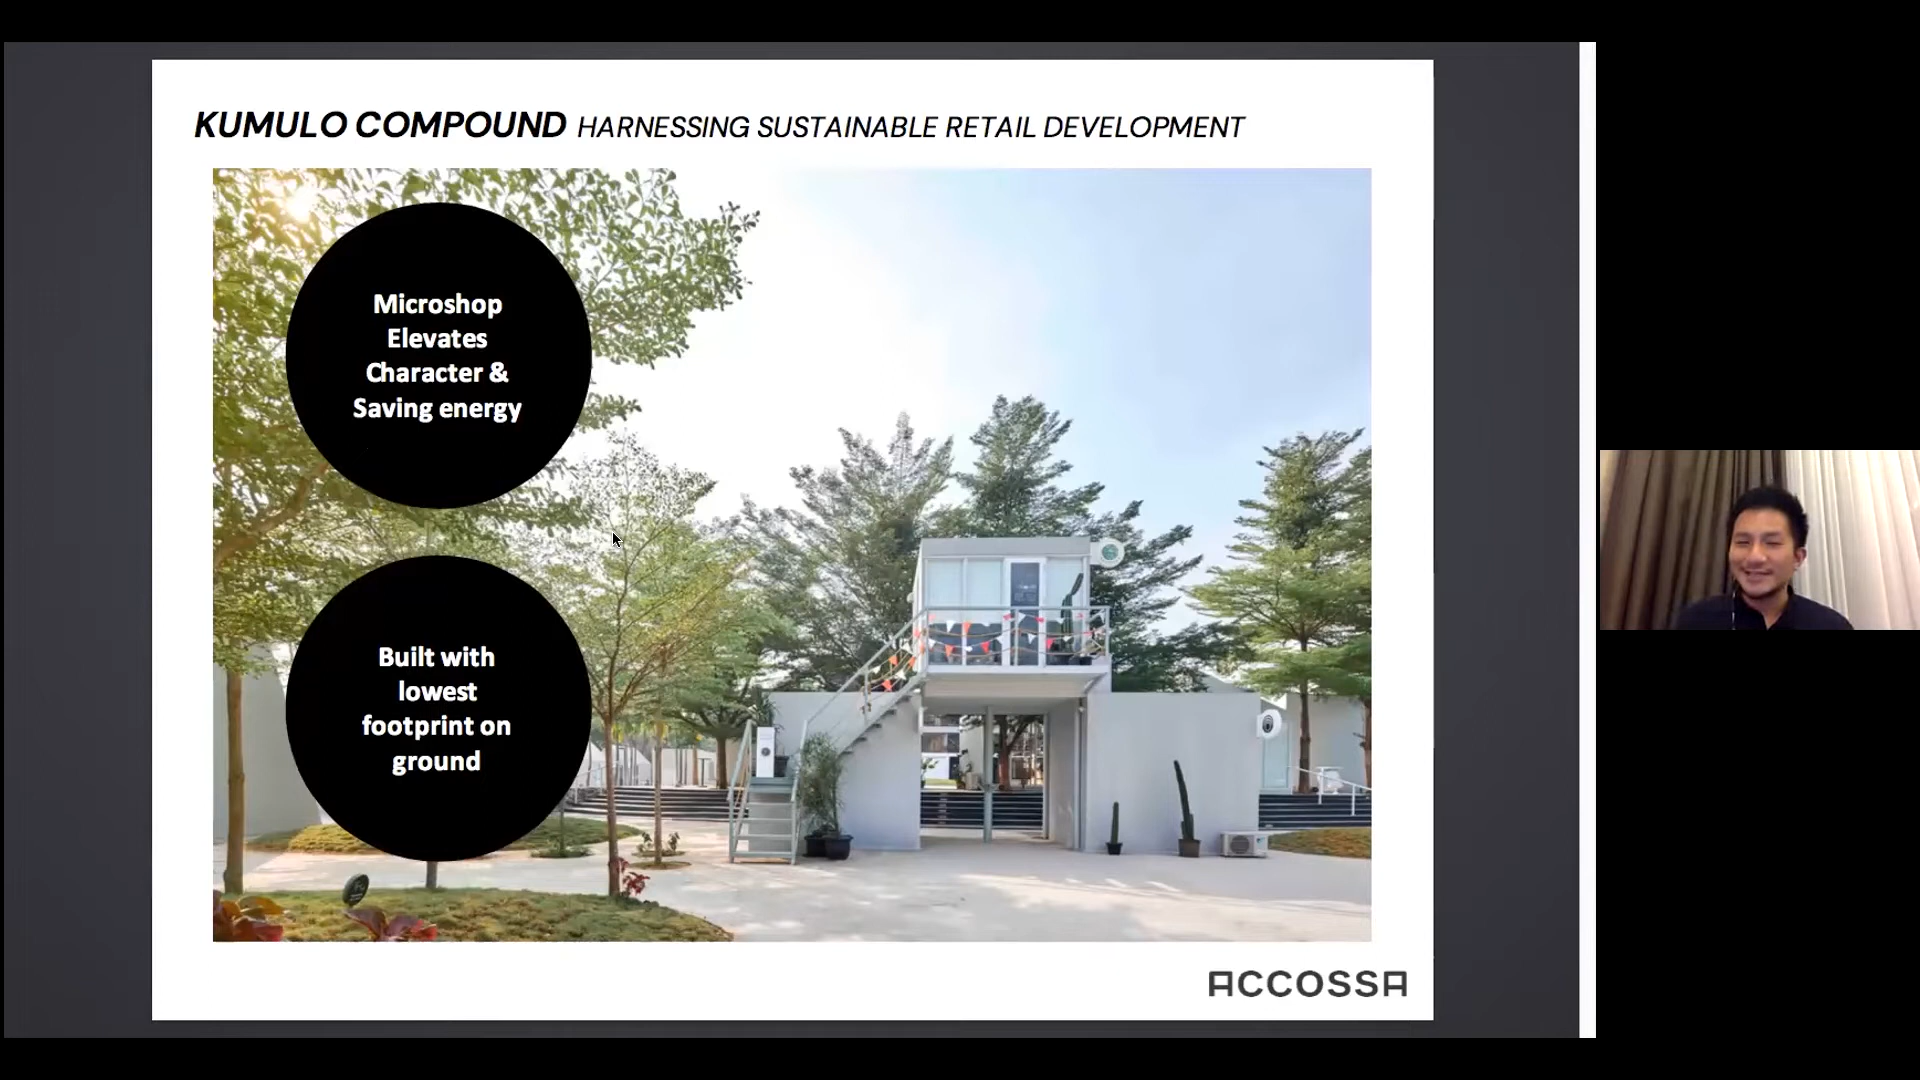 KUMULO COMPOUND HARNESSING SUSTAINABLE RETAIL DEVELOPMENT
Microshop
Elevates
Character &
Saving energy
Built with
lowest
footprint on
ground
ACCOSSA